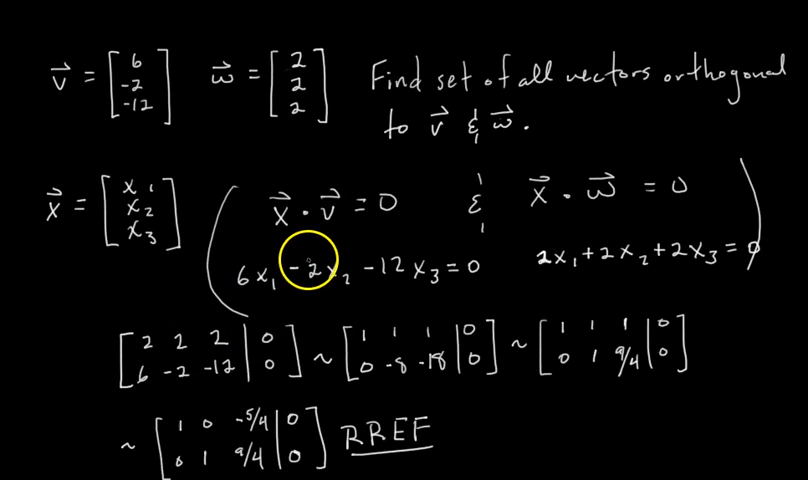 v⃗ = [6 -2 -12] w⃗ = [2 2 2] Find set of all vectors orthogonal
to v⃗ & w⃗.
x⃗ = [x₁ x₂ x₃] ( x⃗ · v⃗ = 0 & x⃗ · w⃗ = 0 )
6x₁ - 2x₂ - 12x₃ = 0 2x₁ + 2x₂ + 2x₃ = 0
[2 2 2 | 0] ~ [1 1 1 | 0] ~ [1 1 1 | 0]
[6 -2 -12 | 0] [0 -8 -18 | 0] [0 1 9/4 | 0]
~ [1 0 -5/4 | 0] RREF
[0 1 9/4 | 0]